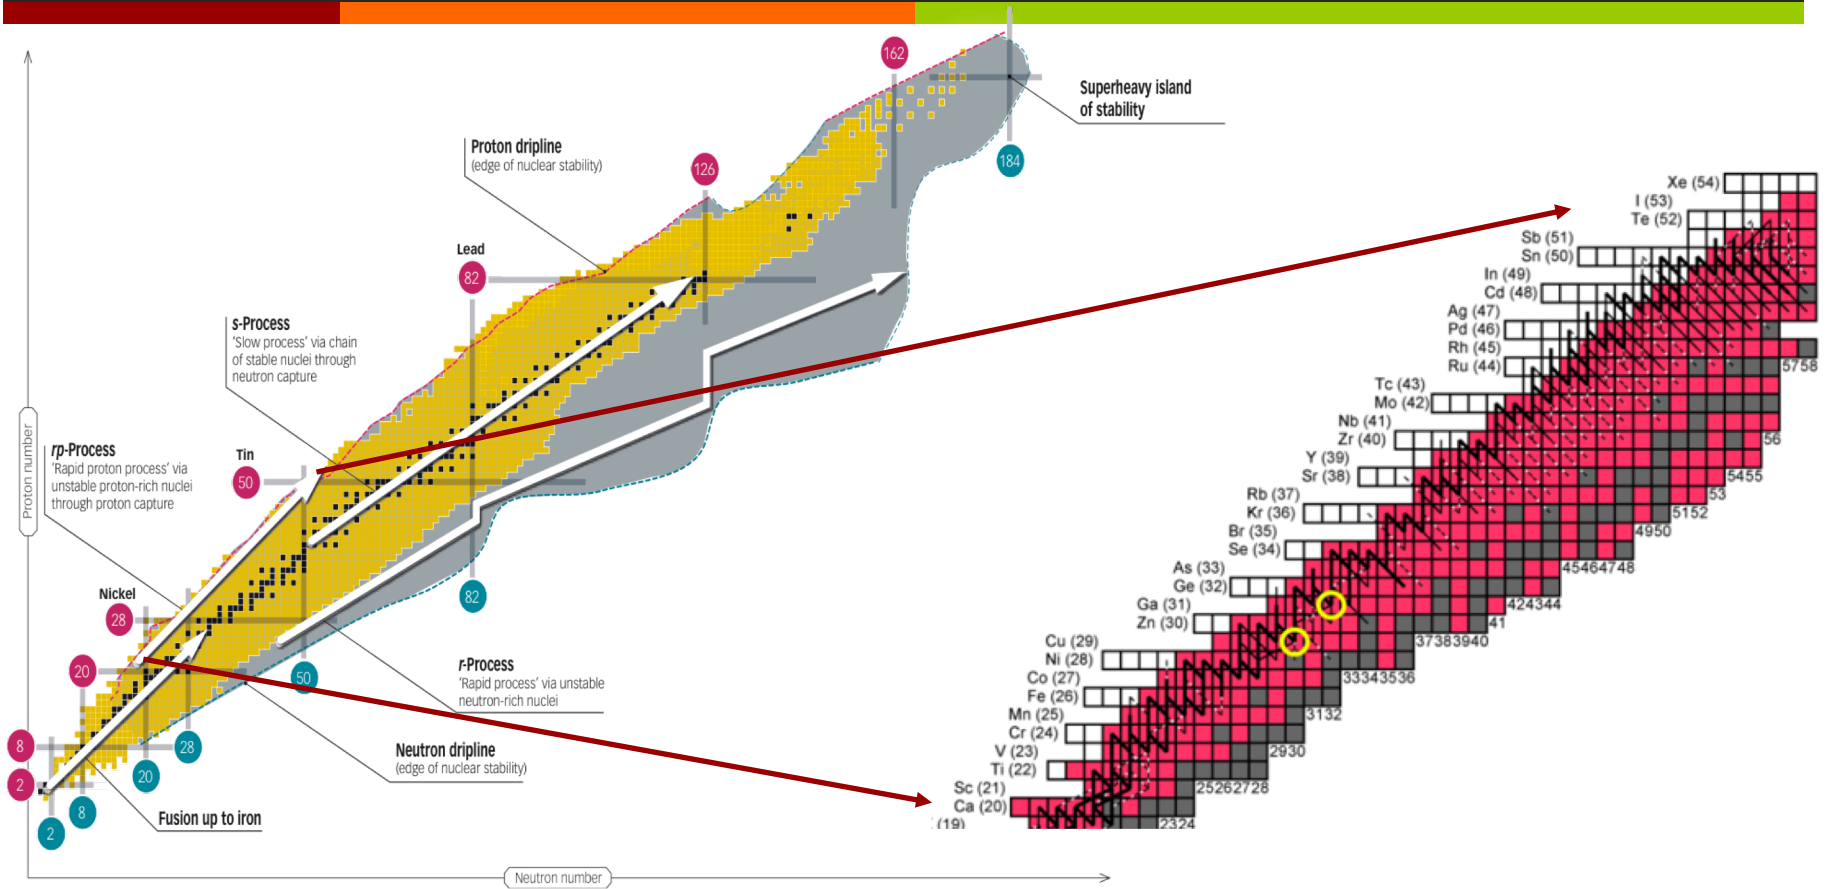 162
Superheavy island
of stability
184
Proton dripline
(edge of nuclear stability)
126
Lead
82
s-Process
'Slow process' via chain
of stable nuclei through
neutron capture
Tin
50
rp-Process
'Rapid proton process' via
unstable proton-rich nuclei
through proton capture
Proton number
Nickel
28
20
8
2
82
50
r-Process
'Rapid process' via unstable
neutron-rich nuclei
28
20
8
2
Neutron dripline
(edge of nuclear stability)
Fusion up to iron
Neutron number
Xe (54)
I (53)
Te (52)
Sb (51)
Sn (50)
In (49)
Cd (48)
Ag (47)
Pd (46)
Rh (45)
Ru (44)
5758
Tc (43)
Mo (42)
Nb (41)
Zr (40)
56
Y (39)
Sr (38)
5455
Rb (37)
53
Kr (36)
5152
Br (35)
4950
Se (34)
As (33)
45464748
Ge (32)
Ga (31)
424344
Zn (30)
41
Cu (29)
37383940
Ni (28)
Co (27)
33343536
Fe (26)
Mn (25)
3132
Cr (24)
V (23)
2930
Ti (22)
Sc (21)
25262728
Ca (20)
(19)
2324